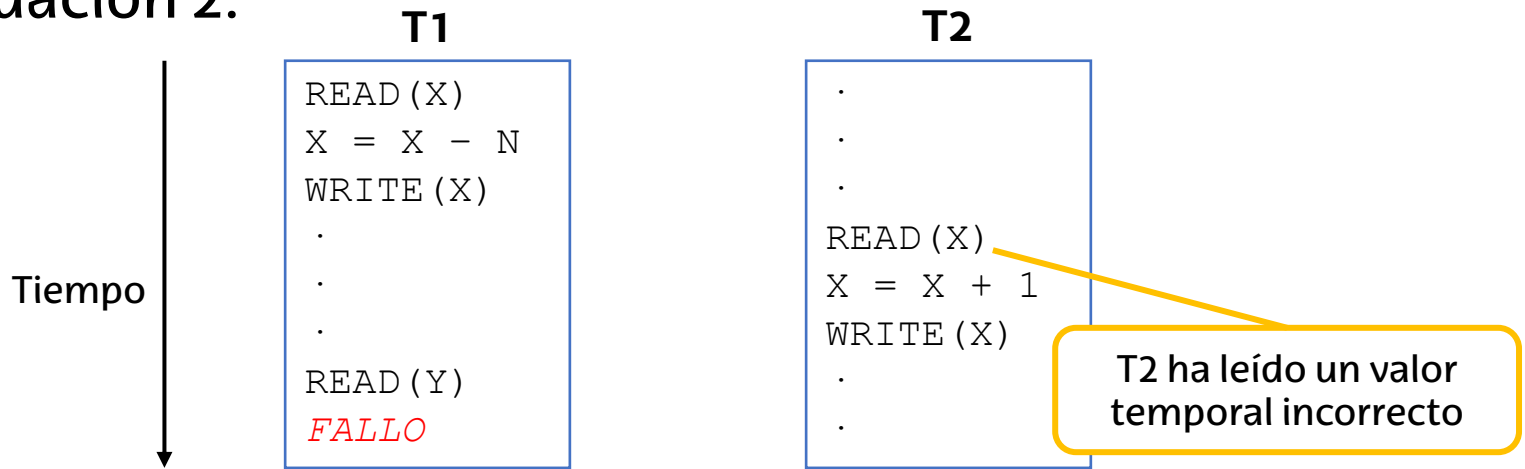 uación 2:
T1
T2
READ(X)
X = X - N
WRITE(X)
.
.
.
READ(Y)
FALLO
.
.
.
READ(X)
X = X + 1
WRITE(X)
.
.
Tiempo
T2 ha leído un valor
temporal incorrecto